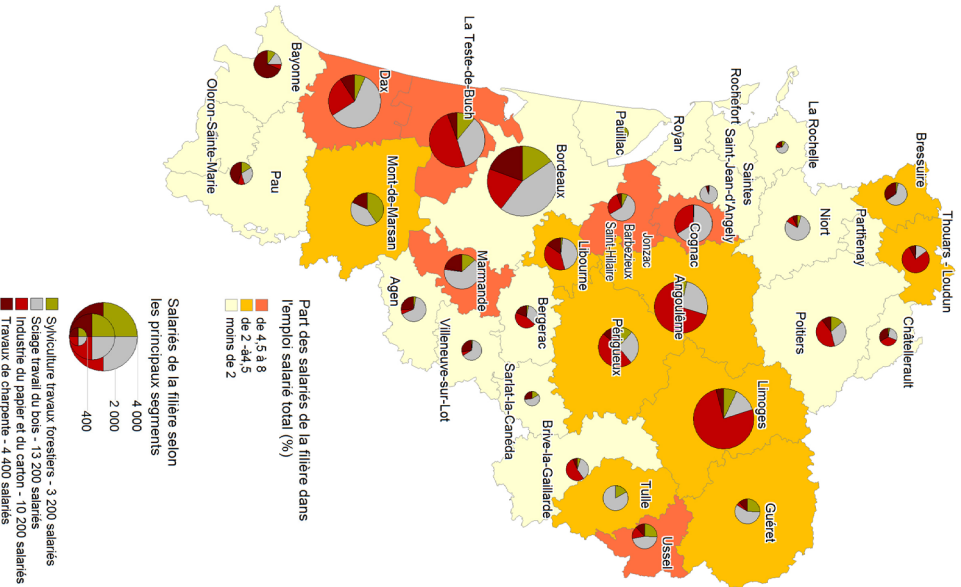 Thouars - Loudun
Bressuire
Châtellerault
Parthenay
Poitiers
Niort
La Rochelle
Guéret
Rochefort
Saint-Jean-d'Angely
Saintes
Limoges
Royan
Cognac
Angoulême
Jonzac
Barbezieux
Saint-Hilaire
Ussel
Pauillac
Périgueux
Tulle
Libourne
Brive-la-Gaillarde
Bordeaux
Bergerac
Sarlat-la-Canéda
La Teste-de-Buch
Marmande
Villeneuve-sur-Lot
Agen
Mont-de-Marsan
Dax
Bayonne
Pau
Oloron-Sainte-Marie
Part des salariés de la filière dans
l'emploi salarié total (%)
de 4,5 à 8
de 2 -à4,5
moins de 2
Salariés de la filière selon
les principaux segments
4 000
2 000
400
Sylviculture travaux forestiers - 3 200 salariés
Sciage travail du bois - 13 200 salariés
Industrie du papier et du carton - 10 200 salariés
Travaux de charpente - 4 400 salariés